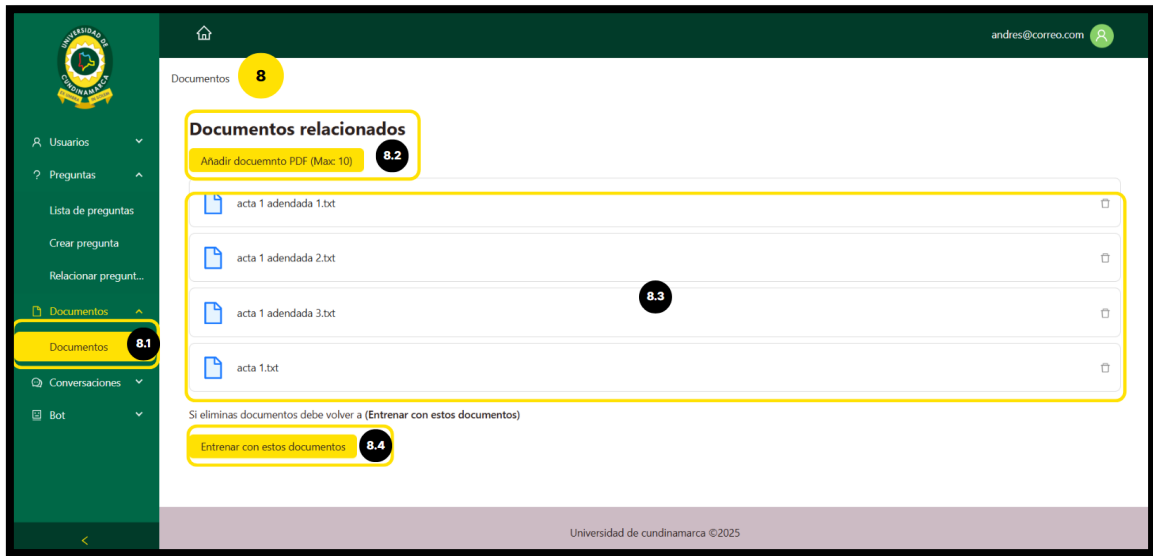 UNIVERSIDAD DE
CUNDINAMARCA
andres@correo.com
Documentos
8
Usuarios
Preguntas
Lista de preguntas
Crear pregunta
Relacionar pregunt...
Documentos
Documentos
8.1
Conversaciones
Bot
Documentos relacionados
Añadir docuemnto PDF (Max: 10)
8.2
acta 1 adendada 1.txt
acta 1 adendada 2.txt
8.3
acta 1 adendada 3.txt
acta 1.txt
Si eliminas documentos debe volver a (Entrenar con estos documentos)
Entrenar con estos documentos
8.4
Universidad de cundinamarca ©2025